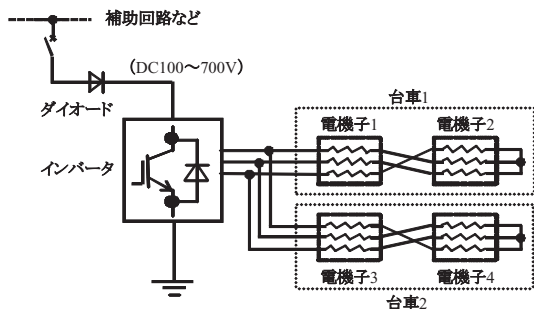 補助回路など
(DC100～700V)
ダイオード
インバータ
台車1
電機子1
電機子2
電機子3
電機子4
台車2